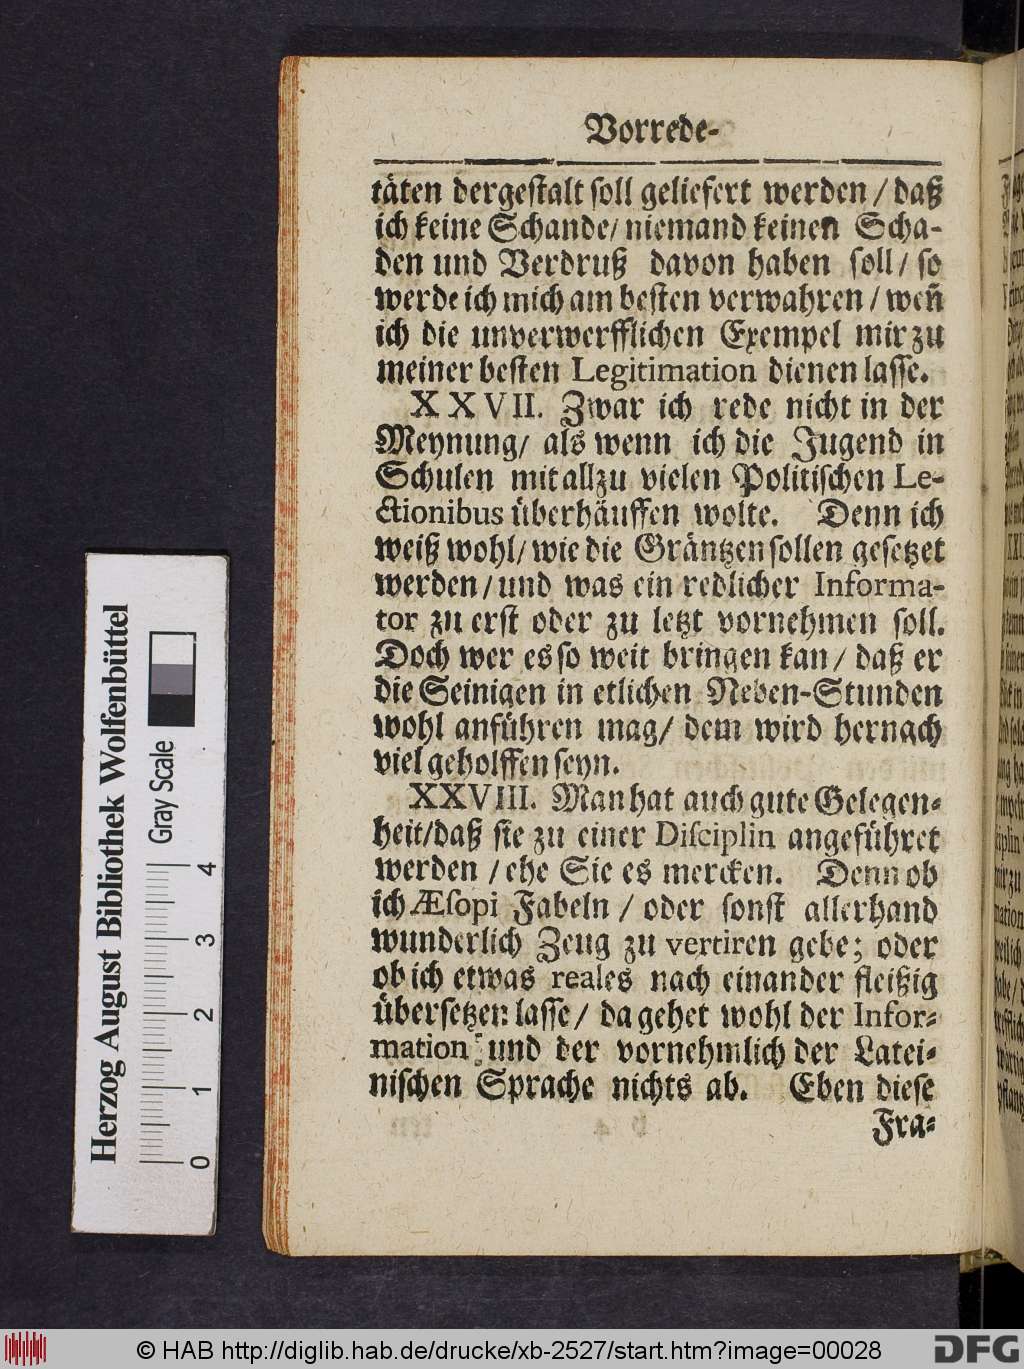 Vorrede-
täten dergestalt soll geliefert werden / daß
ich keine Schande/ niemand keinen Scha-
den und Verdruß davon haben soll / so
werde ich mich am besten verwahren / weñ
ich die unverwerfflichen Exempel mir zu
meiner besten Legitimation dienen lasse.
XXVII. Zwar ich rede nicht in der
Meynung/ als wenn ich die Jugend in
Schulen mit allzu vielen Politischen Le-
ctionibus überhäuffen wolte. Denn ich
weiß wohl/ wie die Gräntzen sollen gesetzet
werden / und was ein redlicher Informa-
tor zu erst oder zu letzt vornehmen soll.
Doch wer es so weit bringen kan / daß er
die Seinigen in etlichen Neben-Stunden
wohl anführen mag/ dem wird hernach
viel geholffen seyn.
XXVIII. Man hat auch gute Gelegen-
heit/daß sie zu einer Disciplin angeführet
werden / ehe Sie es mercken. Denn ob
ich Æsopi Fabeln / oder sonst allerhand
wunderlich Zeug zu vertiren gebe; oder
ob ich etwas reales nach einander fleißig
übersetzen lasse / da gehet wohl der Infor-
mation und der vornehmlich der Latei-
nischen Sprache nichts ab. Eben diese
Fra-
Herzog August Bibliothek Wolfenbüttel
Gray Scale
0 1 2 3 4
© HAB http://diglib.hab.de/drucke/xb-2527/start.htm?image=00028
DFG